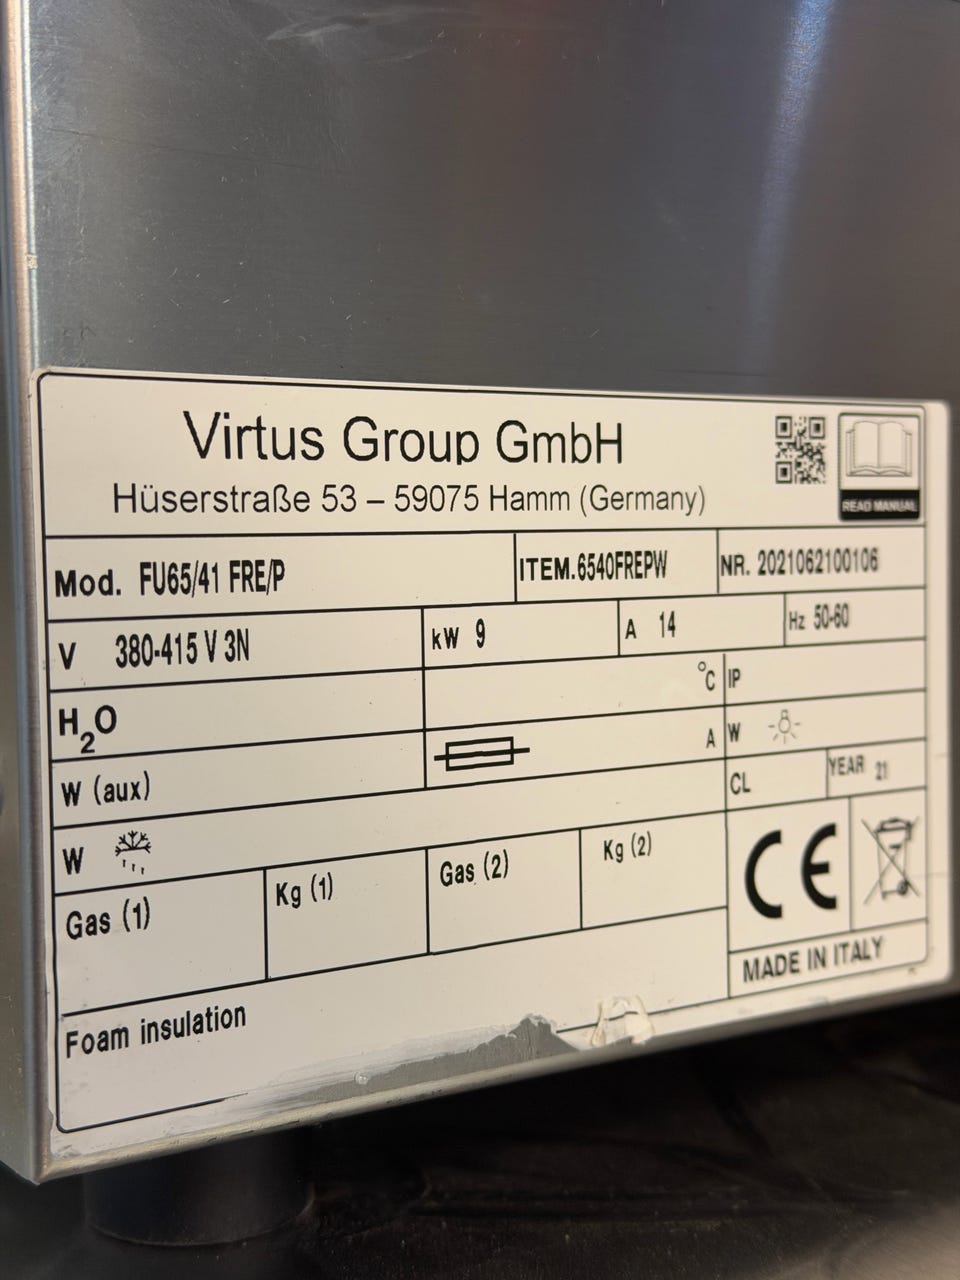 Virtus Group GmbH
Hüserstraße 53 – 59075 Hamm (Germany)
READ MANUAL
Mod. FU65/41 FRE/P ITEM.6540FREPW NR. 2021062100106
V 380-415 V 3N kW 9 A 14 Hz 50-60
H2O °C IP
A W
W (aux) CL YEAR 21
W
Gas (1) Kg (1) Gas (2) Kg (2) CE
MADE IN ITALY
Foam insulation